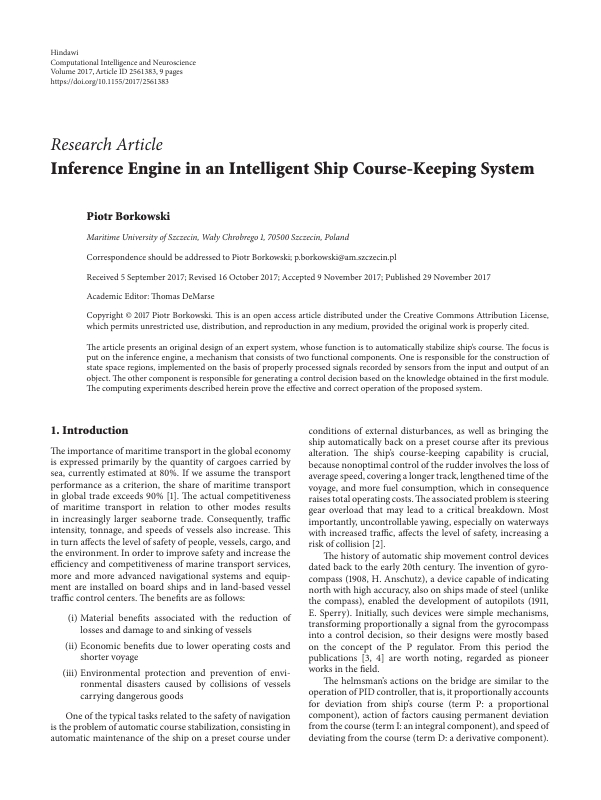 Hindawi
Computational Intelligence and Neuroscience
Volume 2017, Article ID 2561383, 9 pages
https://doi.org/10.1155/2017/2561383
Research Article
Inference Engine in an Intelligent Ship Course-Keeping System
Piotr Borkowski
Maritime University of Szczecin, Wały Chrobrego 1, 70500 Szczecin, Poland
Correspondence should be addressed to Piotr Borkowski; p.borkowski@am.szczecin.pl
Received 5 September 2017; Revised 16 October 2017; Accepted 9 November 2017; Published 29 November 2017
Academic Editor: Thomas DeMarse
Copyright © 2017 Piotr Borkowski. This is an open access article distributed under the Creative Commons Attribution License,
which permits unrestricted use, distribution, and reproduction in any medium, provided the original work is properly cited.
The article presents an original design of an expert system, whose function is to automatically stabilize ship's course. The focus is
put on the inference engine, a mechanism that consists of two functional components. One is responsible for the construction of
state space regions, implemented on the basis of properly processed signals recorded by sensors from the input and output of an
object. The other component is responsible for generating a control decision based on the knowledge obtained in the first module.
The computing experiments described herein prove the effective and correct operation of the proposed system.
1. Introduction
The importance of maritime transport in the global economy
is expressed primarily by the quantity of cargoes carried by
sea, currently estimated at 80%. If we assume the transport
performance as a criterion, the share of maritime transport
in global trade exceeds 90% [1]. The actual competitiveness
of maritime transport in relation to other modes results
in increasingly larger seaborne trade. Consequently, traffic
intensity, tonnage, and speeds of vessels also increase. This
in turn affects the level of safety of people, vessels, cargo, and
the environment. In order to improve safety and increase the
efficiency and competitiveness of marine transport services,
more and more advanced navigational systems and equip-
ment are installed on board ships and in land-based vessel
traffic control centers. The benefits are as follows:
(i) Material benefits associated with the reduction of
losses and damage to and sinking of vessels
(ii) Economic benefits due to lower operating costs and
shorter voyage
(iii) Environmental protection and prevention of envi-
ronmental disasters caused by collisions of vessels
carrying dangerous goods
One of the typical tasks related to the safety of navigation
is the problem of automatic course stabilization, consisting in
automatic maintenance of the ship on a preset course under
conditions of external disturbances, as well as bringing the
ship automatically back on a preset course after its previous
alteration. The ship's course-keeping capability is crucial,
because nonoptimal control of the rudder involves the loss of
average speed, covering a longer track, lengthened time of the
voyage, and more fuel consumption, which in consequence
raises total operating costs. The associated problem is steering
gear overload that may lead to a critical breakdown. Most
importantly, uncontrollable yawing, especially on waterways
with increased traffic, affects the level of safety, increasing a
risk of collision [2].
The history of automatic ship movement control devices
dated back to the early 20th century. The invention of gyro-
compass (1908, H. Anschutz), a device capable of indicating
north with high accuracy, also on ships made of steel (unlike
the compass), enabled the development of autopilots (1911,
E. Sperry). Initially, such devices were simple mechanisms,
transforming proportionally a signal from the gyrocompass
into a control decision, so their designs were mostly based
on the concept of the P regulator. From this period the
publications [3, 4] are worth noting, regarded as pioneer
works in the field.
The helmsman's actions on the bridge are similar to the
operation of PID controller, that is, it proportionally accounts
for deviation from ship's course (term P: a proportional
component), action of factors causing permanent deviation
from the course (term I: an integral component), and speed of
deviating from the course (term D: a derivative component).